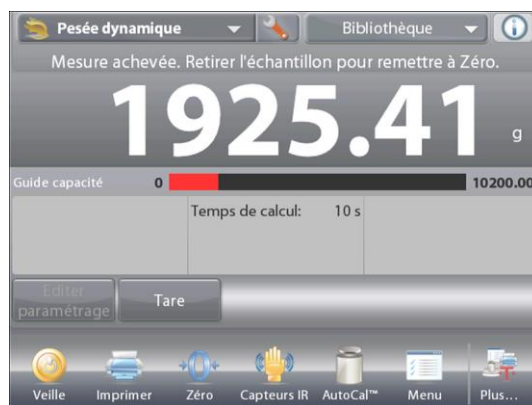 Pesée dynamique Bibliothèque
Mesure achevée. Retirer l'échantillon pour remettre à Zéro.
1925.41 g
Guide capacité 0 10200.00
Temps de calcul: 10 s
Editer
paramétrage
Tare
Veille Imprimer Zéro Capteurs IR AutoCal™ Menu Plus...